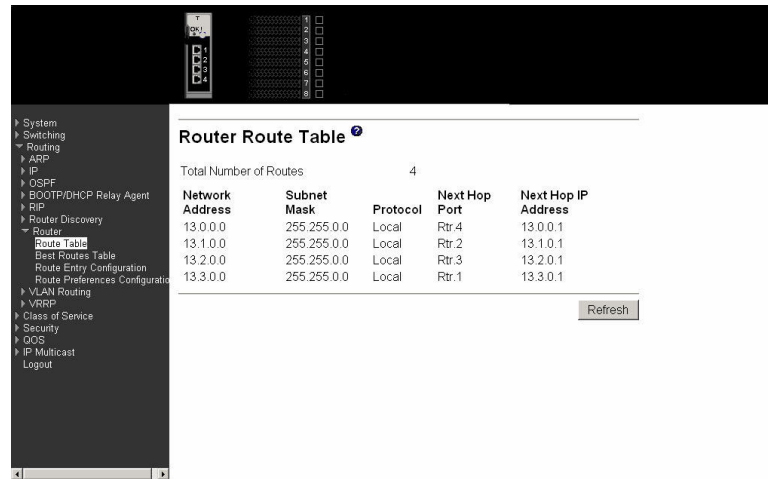 T
OK!
1
2
3
4
1
2
3
4
5
6
7
8
System
Switching
Routing
ARP
IP
OSPF
BOOTP/DHCP Relay Agent
RIP
Router Discovery
Router
Route Table
Best Routes Table
Route Entry Configuration
Route Preferences Configuratio
VLAN Routing
VRRP
Class of Service
Security
QOS
IP Multicast
Logout
Router Route Table ?
Total Number of Routes 4
Network Address Subnet Mask Protocol Next Hop Port Next Hop IP Address
13.0.0.0 255.255.0.0 Local Rtr.4 13.0.0.1
13.1.0.0 255.255.0.0 Local Rtr.2 13.1.0.1
13.2.0.0 255.255.0.0 Local Rtr.3 13.2.0.1
13.3.0.0 255.255.0.0 Local Rtr.1 13.3.0.1
Refresh